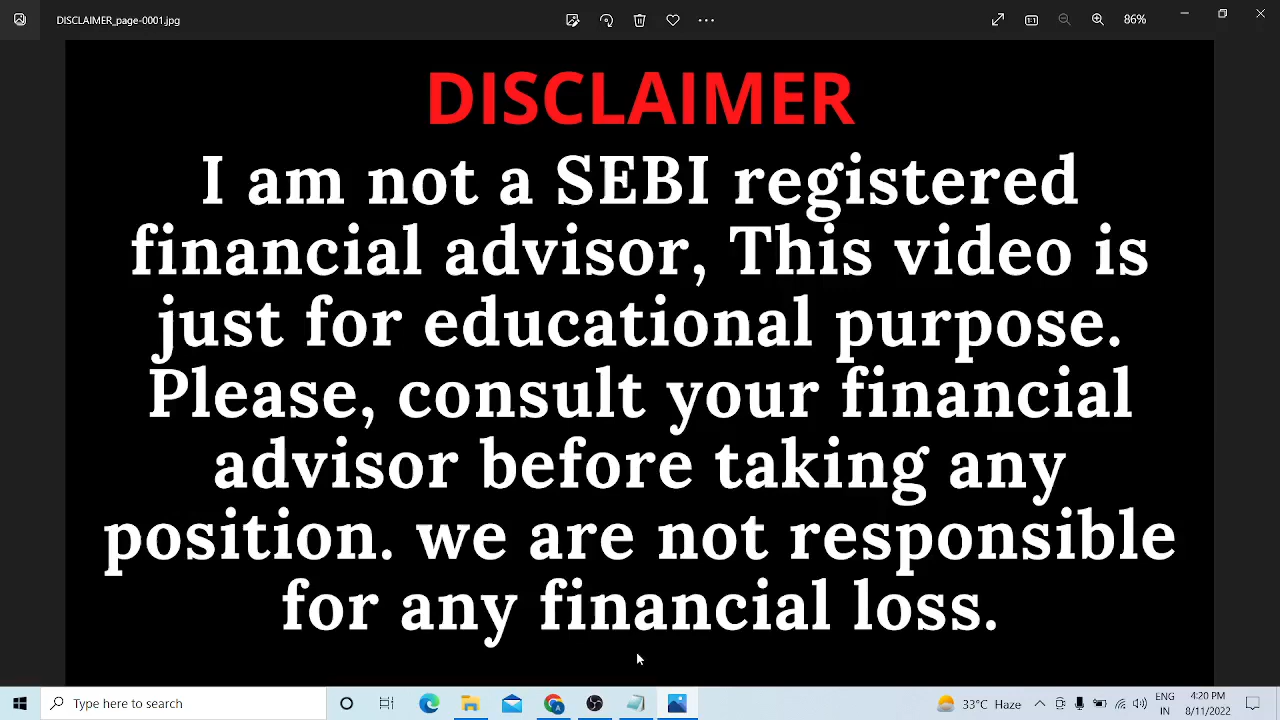 DISCLAIMER_page-0001.jpg
86%
DISCLAIMER
I am not a SEBI registered
financial advisor, This video is
just for educational purpose.
Please, consult your financial
advisor before taking any
position. we are not responsible
for any financial loss.
Type here to search
33°C Haze
ENG
IN
4:20 PM
8/11/2022